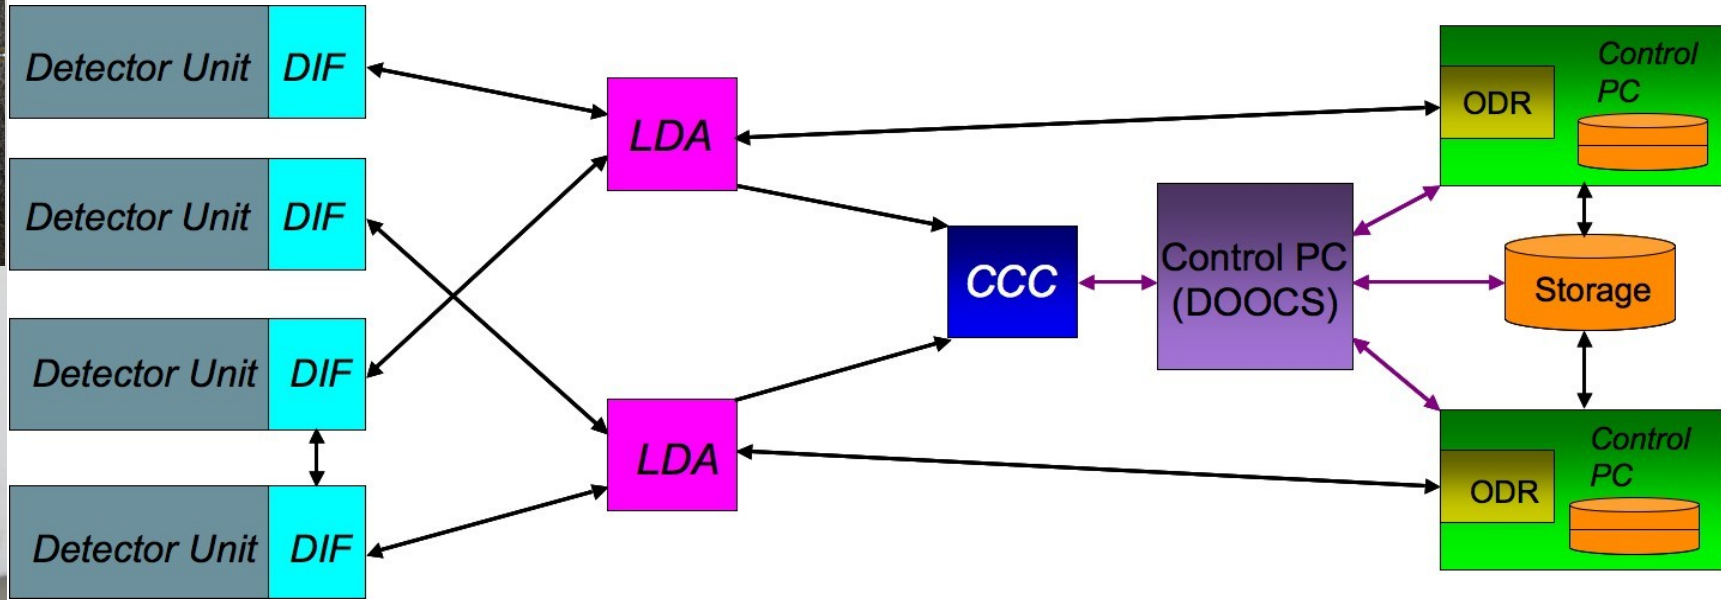 Detector Unit DIF
Detector Unit DIF
Detector Unit DIF
Detector Unit DIF
LDA
LDA
CCC
Control PC
(DOOCS)
ODR
Control
PC
Storage
ODR
Control
PC